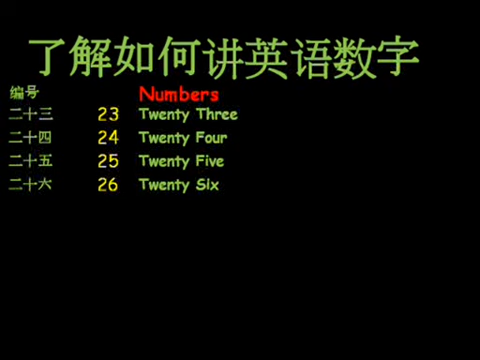 了解如何讲英语数字
编号 Numbers
二十三 23 Twenty Three
二十四 24 Twenty Four
二十五 25 Twenty Five
二十六 26 Twenty Six